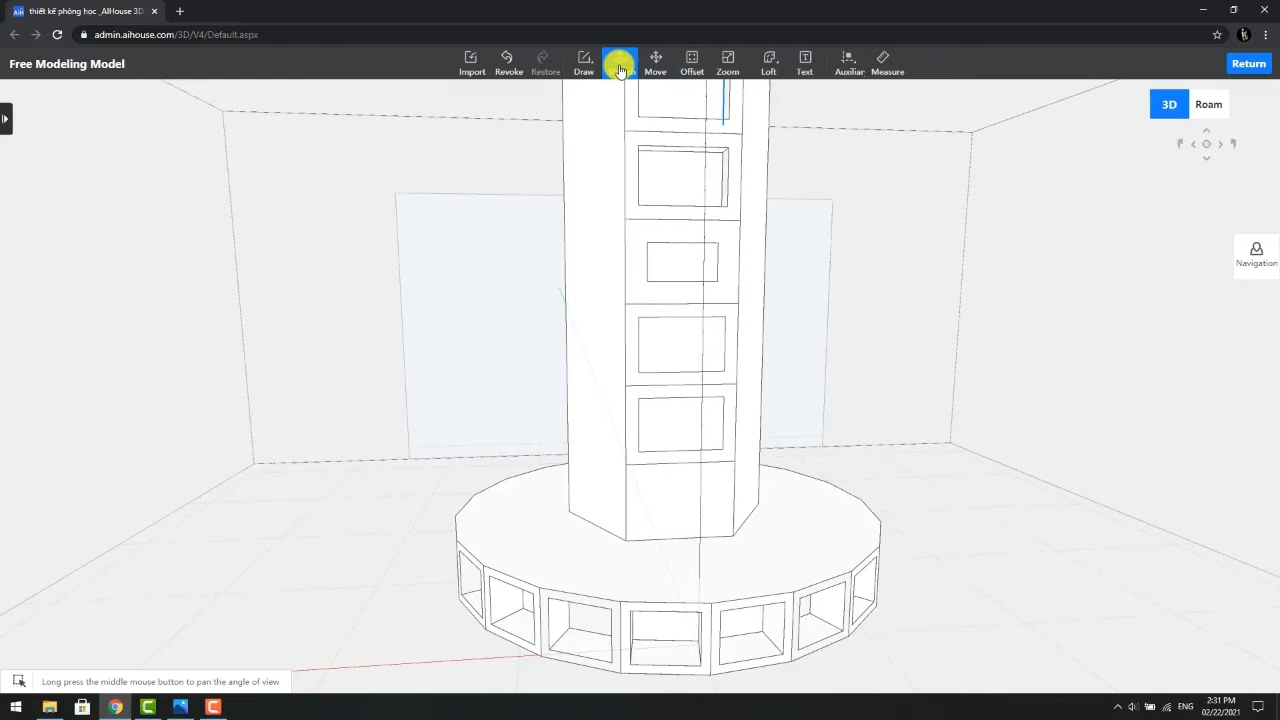 AiH thiết kế phòng học _AIHouse 3D
admin.aihouse.com/3D/V4/Default.aspx
Free Modeling Model
Import Revoke Restore Draw Move Offset Zoom Loft Text Auxiliary Measure
Return
3D Roam
Navigation
Long press the middle mouse button to pan the angle of view
ENG
2:31 PM
02/22/2021